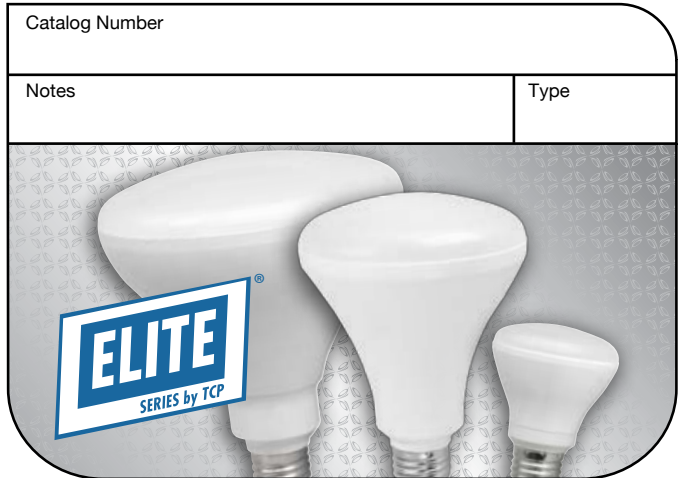 Catalog Number
Notes
Type
®
ELITE
SERIES by TCP